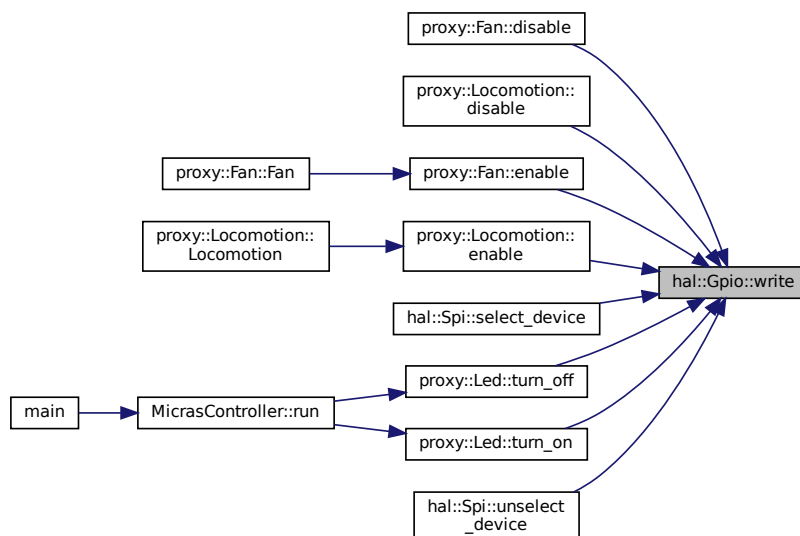 proxy::Fan::disable
proxy::Locomotion::
disable
proxy::Fan::Fan
proxy::Fan::enable
proxy::Locomotion::
Locomotion
proxy::Locomotion::
enable
hal::Gpio::write
hal::Spi::select_device
proxy::Led::turn_off
main
MicrasController::run
proxy::Led::turn_on
hal::Spi::unselect
_device